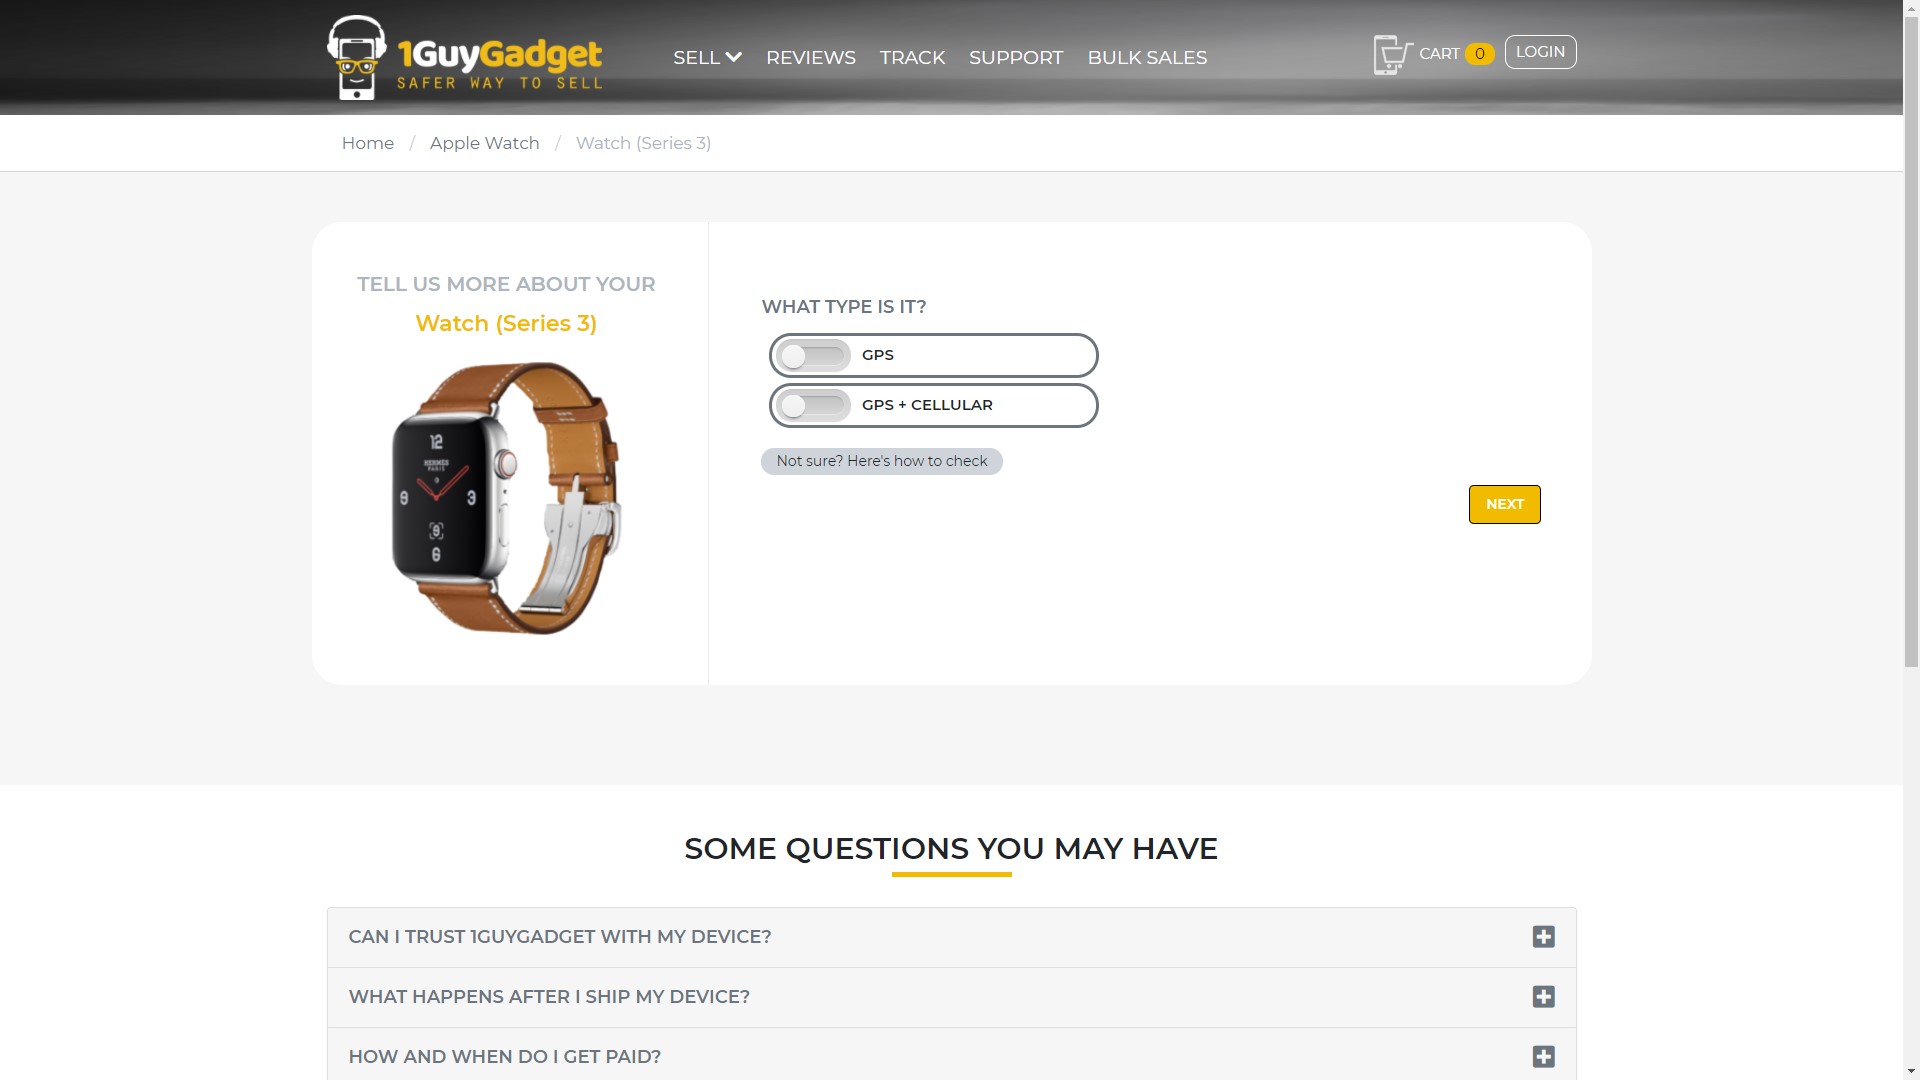 1GuyGadget
SAFER WAY TO SELL
SELL
REVIEWS
TRACK
SUPPORT
BULK SALES
CART 0
LOGIN
Home / Apple Watch / Watch (Series 3)
TELL US MORE ABOUT YOUR
Watch (Series 3)
12
HERMÈS
PARIS
9
3
6
WHAT TYPE IS IT?
GPS
GPS + CELLULAR
Not sure? Here's how to check
NEXT
SOME QUESTIONS YOU MAY HAVE
CAN I TRUST 1GUYGADGET WITH MY DEVICE?
WHAT HAPPENS AFTER I SHIP MY DEVICE?
HOW AND WHEN DO I GET PAID?